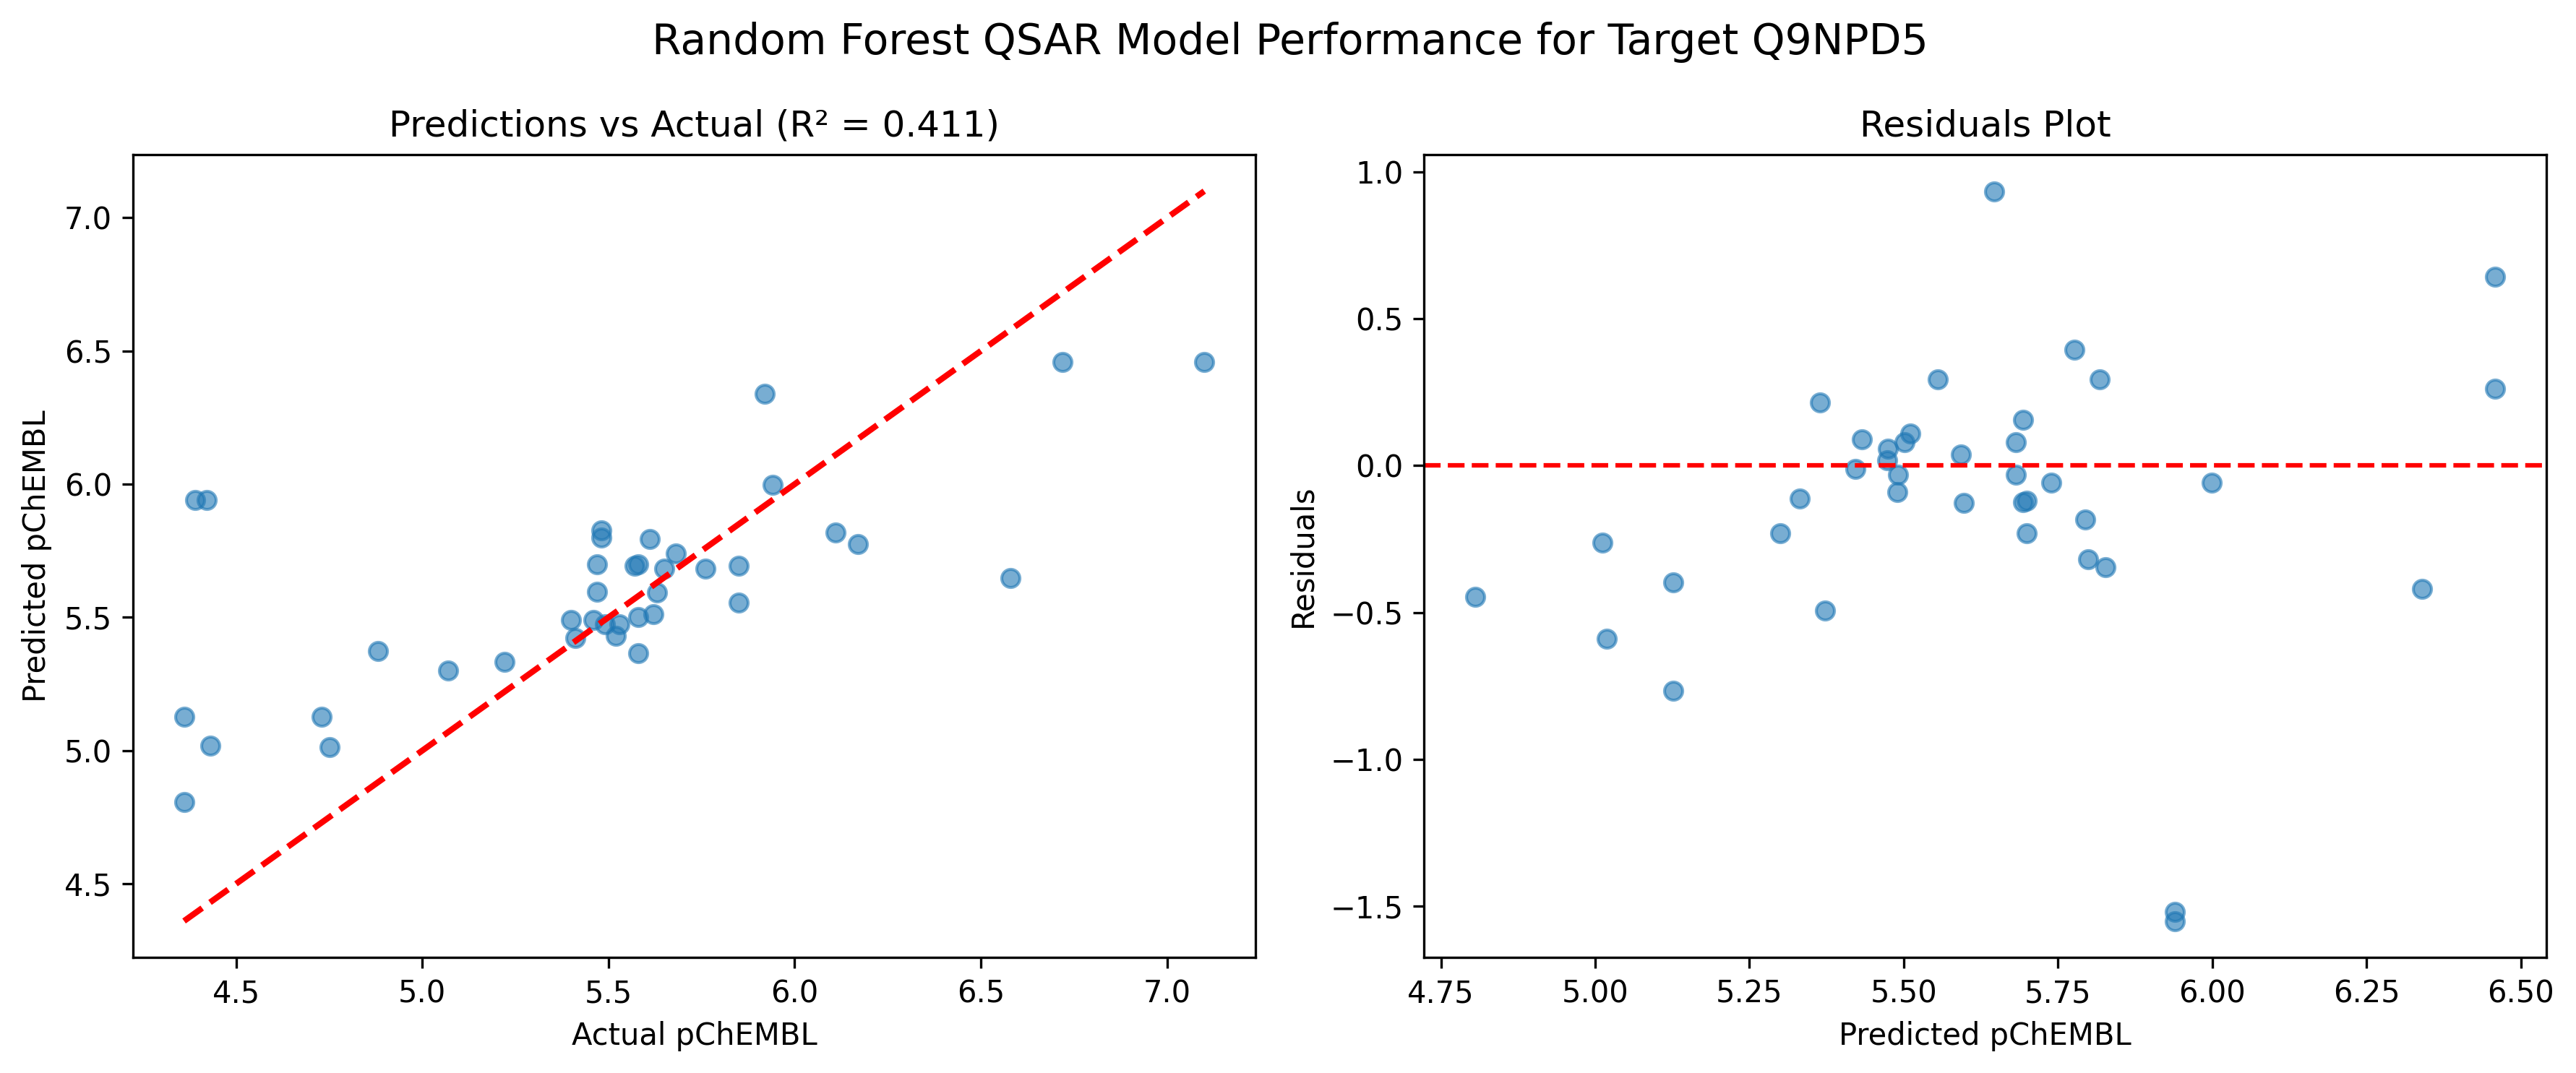 Random Forest QSAR Model Performance for Target Q9NPD5
Predictions vs Actual (R² = 0.411)
Predicted pChEMBL
7.0
6.5
6.0
5.5
5.0
4.5
4.5 5.0 5.5 6.0 6.5 7.0
Actual pChEMBL
Residuals Plot
Residuals
1.0
0.5
0.0
−0.5
−1.0
−1.5
4.75 5.00 5.25 5.50 5.75 6.00 6.25 6.50
Predicted pChEMBL